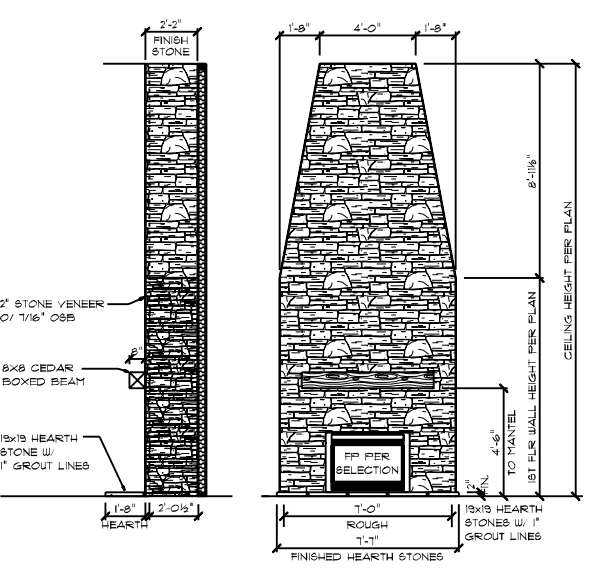 2'-2"
FINISH
STONE
1'-8"
4'-0"
1'-8"
8'-11½"
CEILING HEIGHT PER PLAN
1ST FLR WALL HEIGHT PER PLAN
2" STONE VENEER
O/ 7/16" OSB
8"
8X8 CEDAR
BOXED BEAM
4'-6"
TO MANTEL
19x19 HEARTH
STONE W/
1" GROUT LINES
FP PER
SELECTION
2"
FIN.
1'-8"
HEARTH
2'-0½"
7'-0"
ROUGH
7'-7"
FINISHED HEARTH STONES
19x19 HEARTH
STONES W/ 1"
GROUT LINES